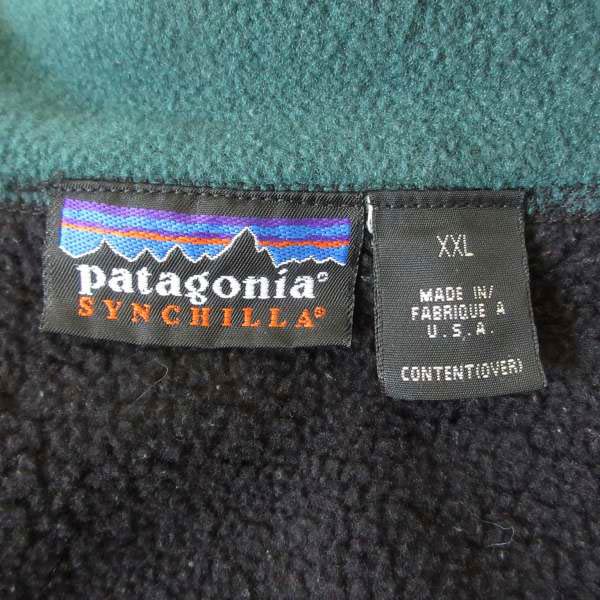 patagonia®
SYNCHILLA®
XXL
MADE IN/
FABRIQUE A
U.S.A.
CONTENT(OVER)